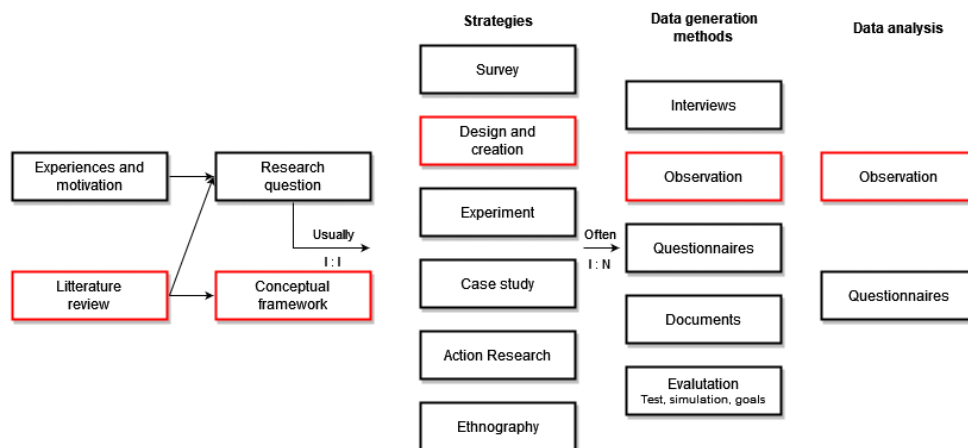 Strategies
Data generation
methods
Data analysis
Survey
Interviews
Design and
creation
Experiences and
motivation
Research
question
Observation
Observation
Experiment
Usually
I : I
Often
I : N
Questionnaires
Litterature
review
Conceptual
framework
Case study
Questionnaires
Documents
Action Research
Evalutation
Test, simulation, goals
Ethnography